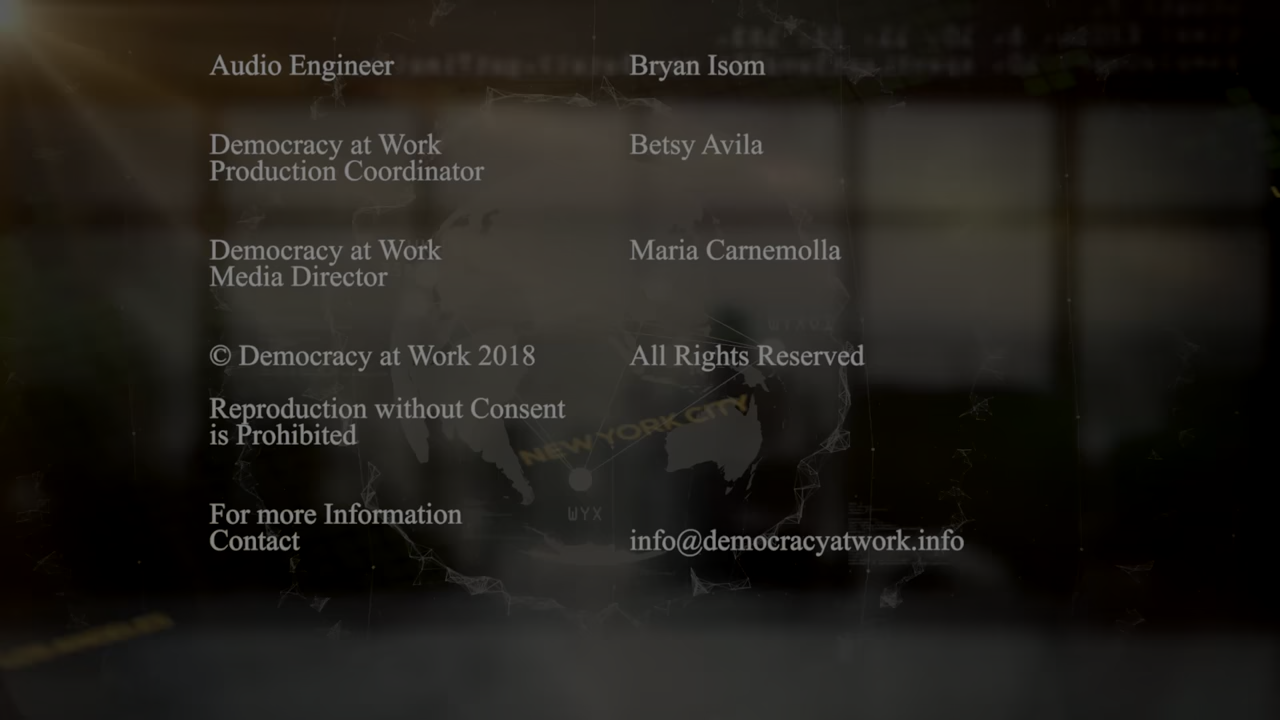 Audio Engineer Bryan Isom
Democracy at Work Betsy Avila
Production Coordinator
Democracy at Work Maria Carnemolla
Media Director
© Democracy at Work 2018 All Rights Reserved
Reproduction without Consent
is Prohibited
NEW YORK CITY
WYX
For more Information
Contact info@democracyatwork.info